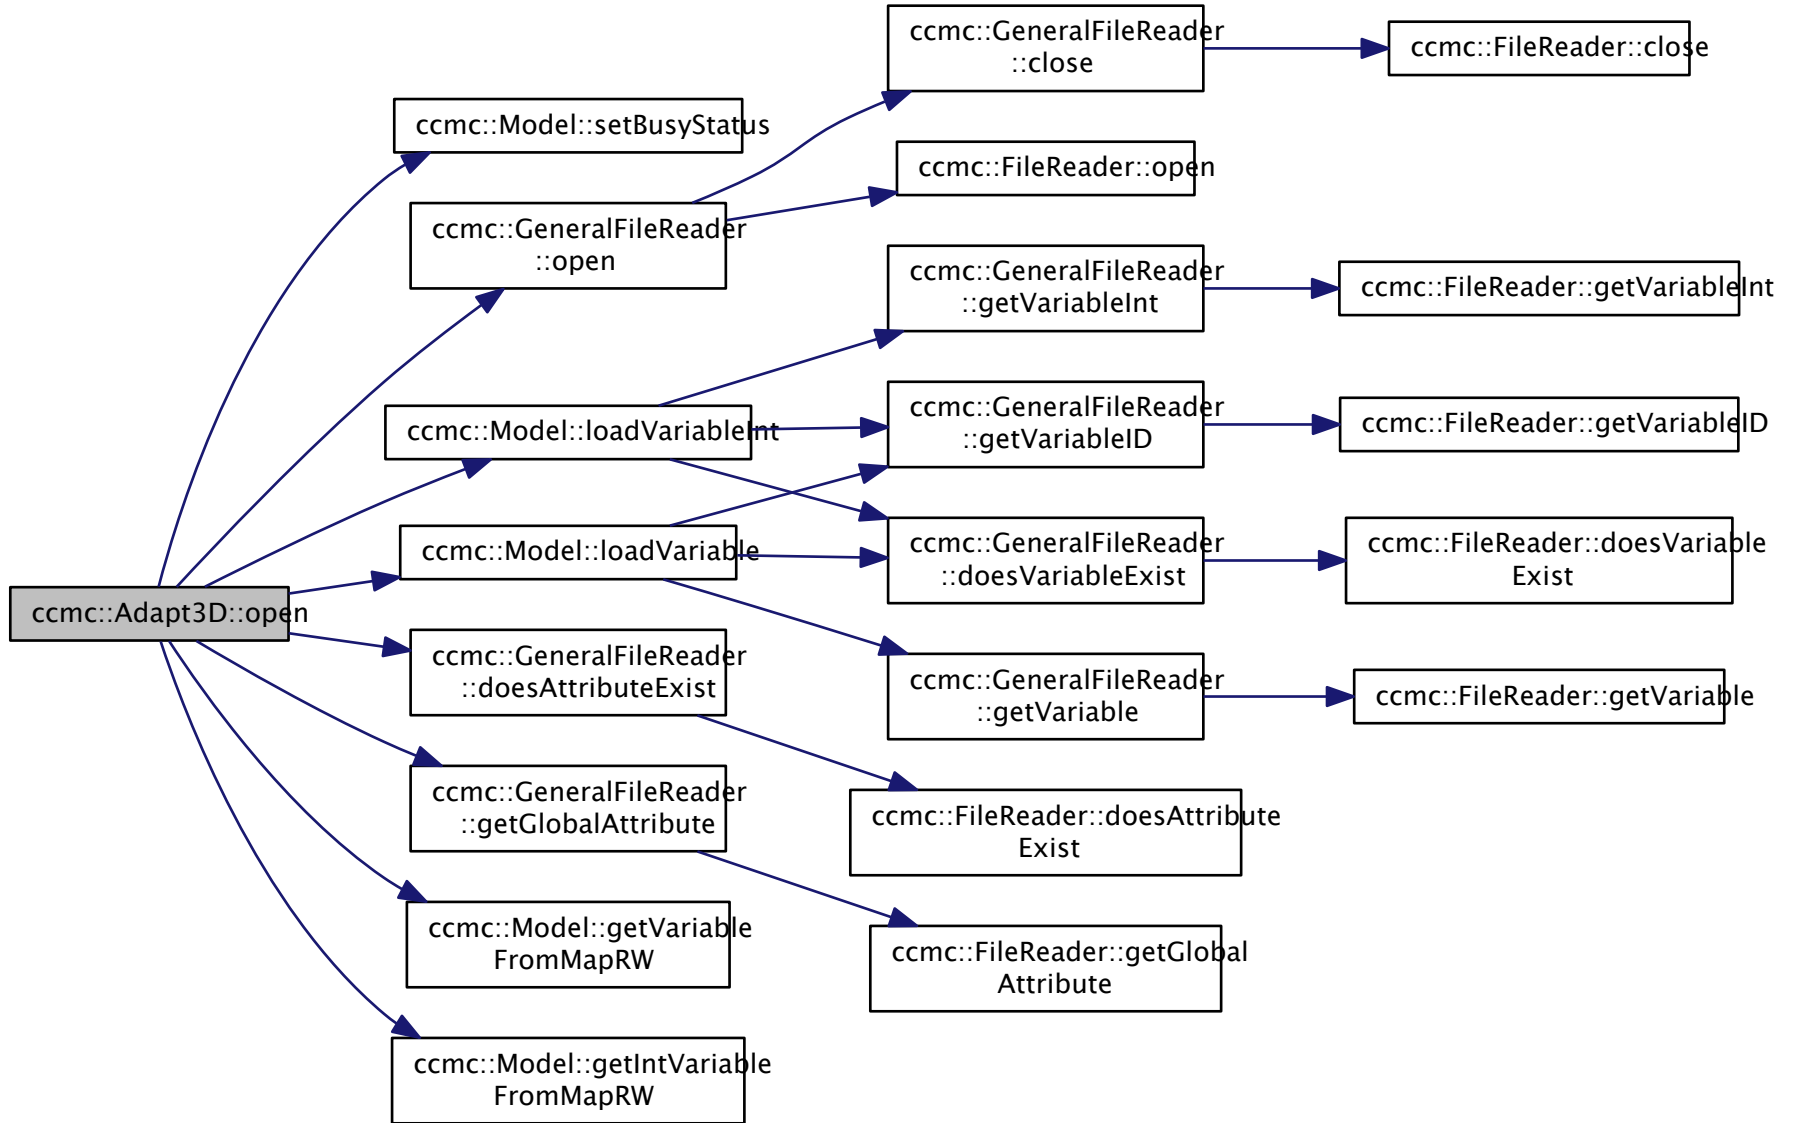 ccmc::Adapt3D::open
ccmc::Model::setBusyStatus
ccmc::GeneralFileReader
::open
ccmc::Model::loadVariableInt
ccmc::Model::loadVariable
ccmc::GeneralFileReader
::doesAttributeExist
ccmc::GeneralFileReader
::getGlobalAttribute
ccmc::Model::getVariable
FromMapRW
ccmc::Model::getIntVariable
FromMapRW
ccmc::GeneralFileReader
::close
ccmc::FileReader::open
ccmc::GeneralFileReader
::getVariableInt
ccmc::GeneralFileReader
::getVariableID
ccmc::GeneralFileReader
::doesVariableExist
ccmc::GeneralFileReader
::getVariable
ccmc::FileReader::doesAttribute
Exist
ccmc::FileReader::getGlobal
Attribute
ccmc::FileReader::close
ccmc::FileReader::getVariableInt
ccmc::FileReader::getVariableID
ccmc::FileReader::doesVariable
Exist
ccmc::FileReader::getVariable